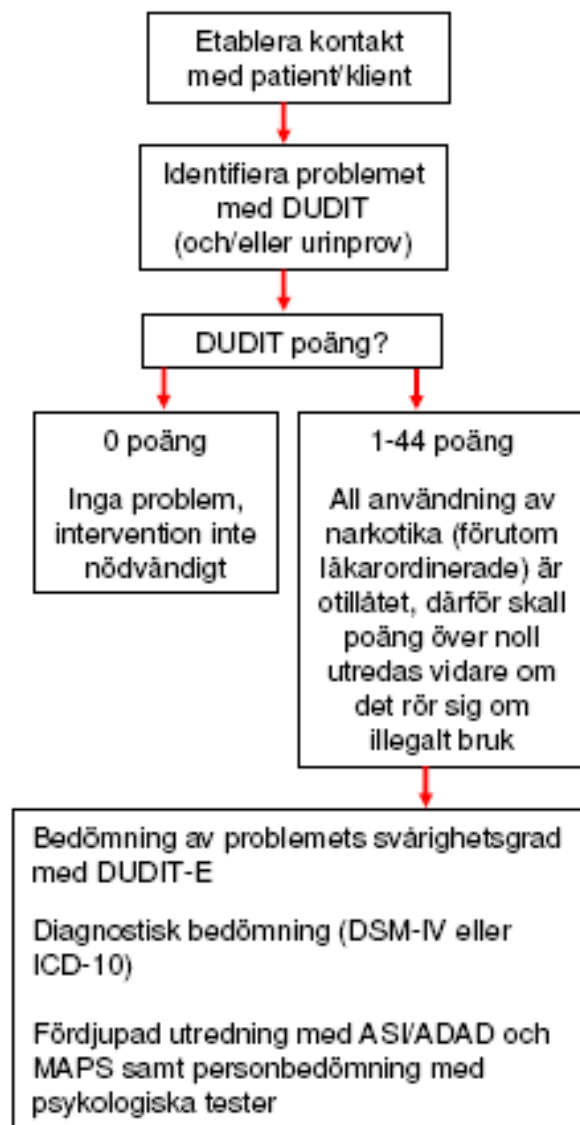 Etablera kontakt
med patient/klient
Identifiera problemet
med DUDIT
(och/eller urinprov)
DUDIT poäng?
0 poäng
Inga problem,
intervention inte
nödvändigt
1-44 poäng
All användning av
narkotika (förutom
läkarordinerade) är
otillåtet, därför skall
poäng över noll
utredas vidare om
det rör sig om
illegalt bruk
Bedömning av problemets svårighetsgrad
med DUDIT-E
Diagnostisk bedömning (DSM-IV eller
ICD-10)
Fördjupad utredning med ASI/ADAD och
MAPS samt personbedömning med
psykologiska tester